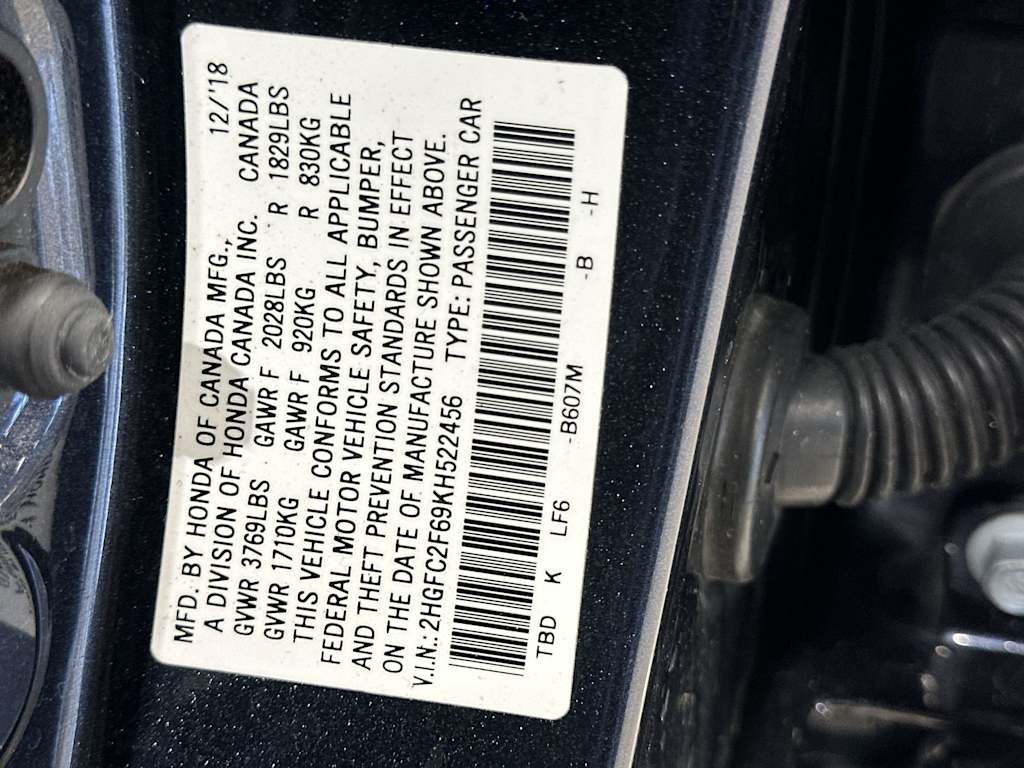 MFD. BY HONDA OF CANADA MFG., 12/'18
A DIVISION OF HONDA CANADA INC. CANADA
GVWR 3769LBS GAWR F 2028LBS R 1829LBS
GVWR 1710KG GAWR F 920KG R 830KG
THIS VEHICLE CONFORMS TO ALL APPLICABLE
FEDERAL MOTOR VEHICLE SAFETY, BUMPER,
AND THEFT PREVENTION STANDARDS IN EFFECT
ON THE DATE OF MANUFACTURE SHOWN ABOVE.
V.I.N.: 2HGFC2F69KH522456 TYPE: PASSENGER CAR
TBD K LF6 -B607M -B -H